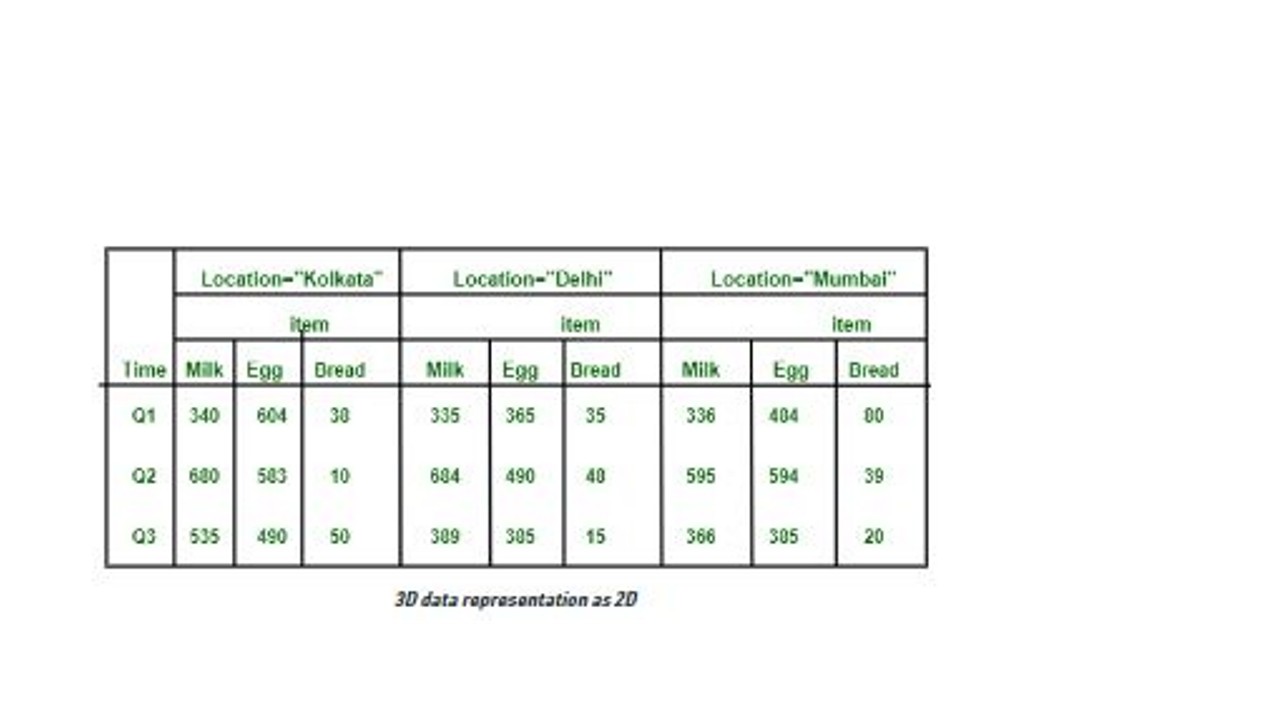 Location="Kolkata" Location="Delhi" Location="Mumbai"
item item item
Time Milk Egg Bread Milk Egg Bread Milk Egg Bread
Q1 340 604 38 335 365 35 336 484 80
Q2 680 583 10 684 490 48 595 594 39
Q3 535 490 50 389 385 15 366 385 20
3D data representation as 2D